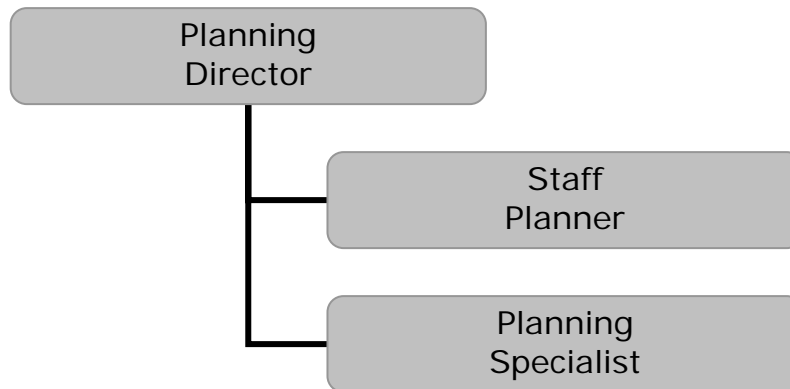 Planning
Director
Staff
Planner
Planning
Specialist